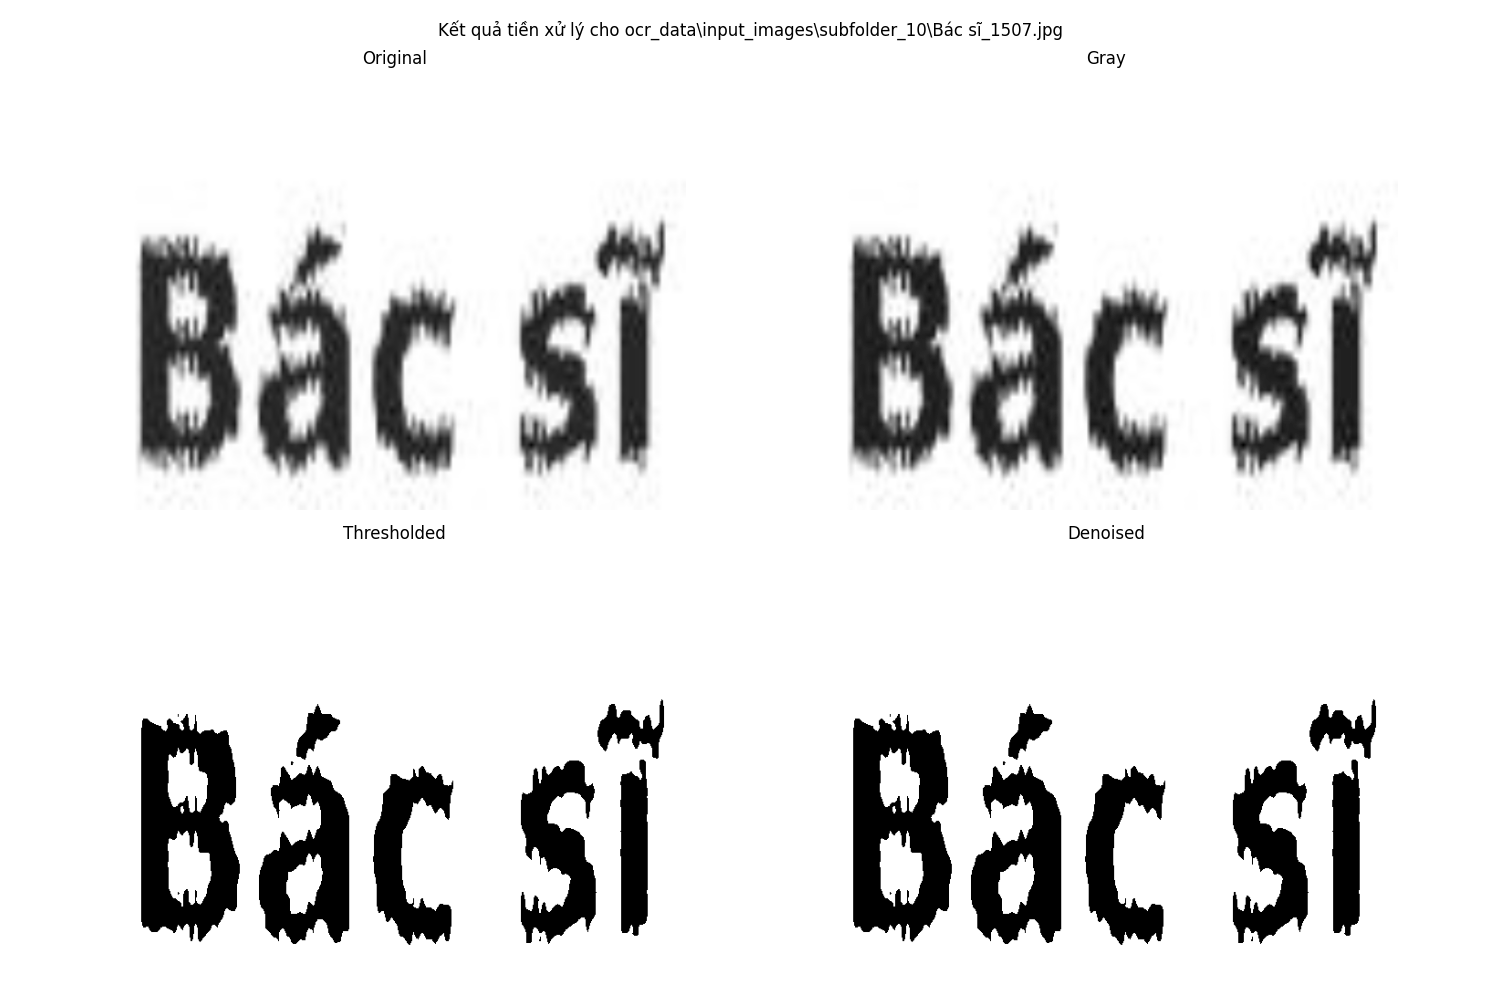 Kết quả tiền xử lý cho ocr_data\input_images\subfolder_10\Bác sĩ_1507.jpg
Original
Gray
Bác sĩ
Bác sĩ
Thresholded
Denoised
Bác sĩ
Bác sĩ